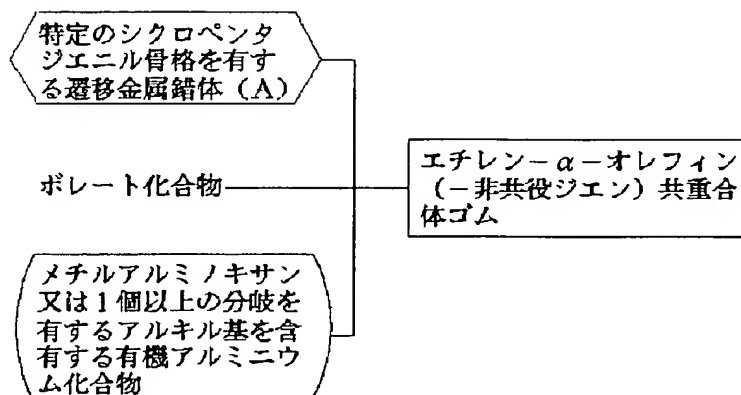 特定のシクロペンタ
ジエニル骨格を有す
る遷移金属錯体（A）
ボレート化合物
エチレン－α－オレフィン
（－非共役ジエン）共重合
体ゴム
メチルアルミノキサン
又は1個以上の分岐を
有するアルキル基を含
有する有機アルミニウ
ム化合物